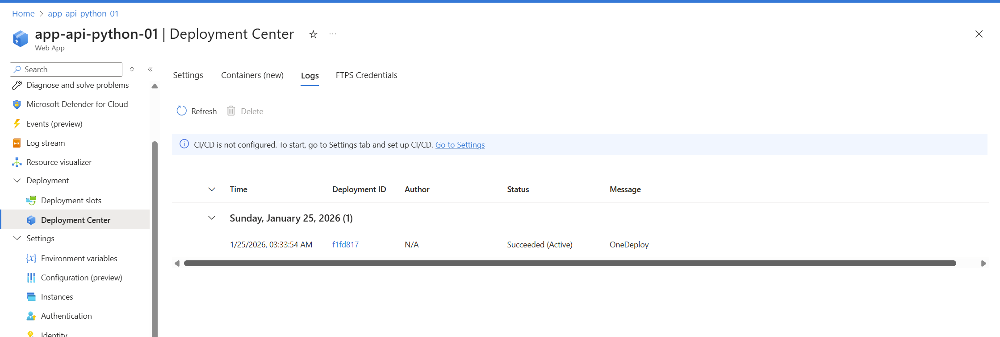 Home > app-api-python-01
app-api-python-01 | Deployment Center
Web App
Search
Diagnose and solve problems
Microsoft Defender for Cloud
Events (preview)
Log stream
Resource visualizer
Deployment
Deployment slots
Deployment Center
Settings
Environment variables
Configuration (preview)
Instances
Authentication
Identity
Settings Containers (new) Logs FTPS Credentials
Refresh Delete
CI/CD is not configured. To start, go to Settings tab and set up CI/CD. Go to Settings
Time Deployment ID Author Status Message
Sunday, January 25, 2026 (1)
1/25/2026, 03:33:54 AM f1fd817 N/A Succeeded (Active) OneDeploy